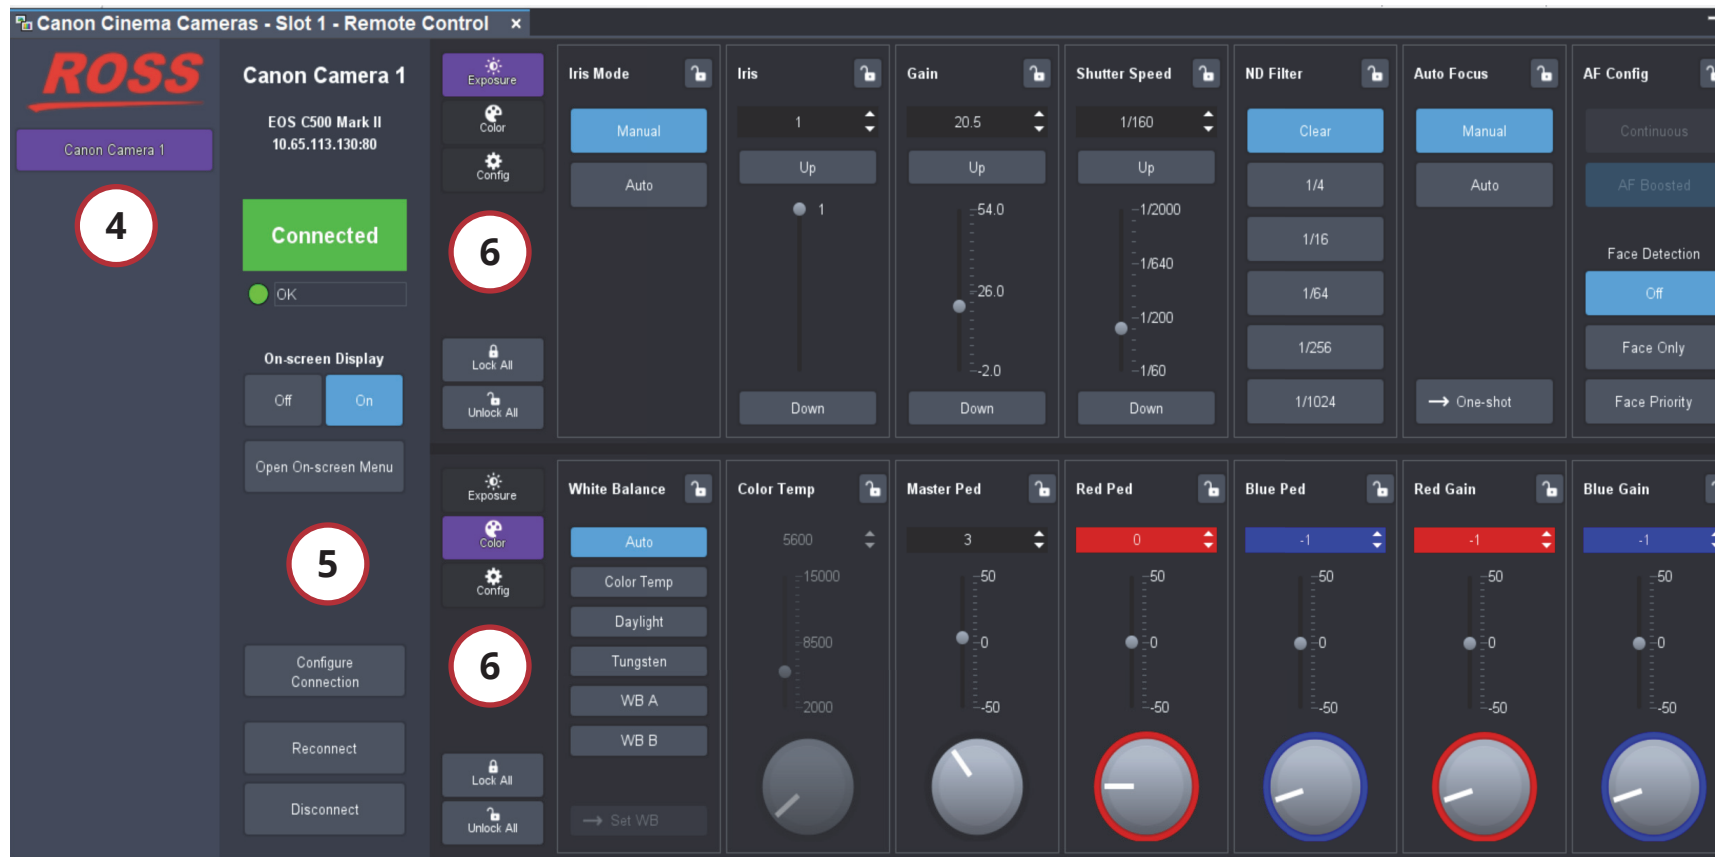 Canon Cinema Cameras - Slot 1 - Remote Control ×
ROSS
Canon Camera 1
4
Canon Camera 1
EOS C500 Mark II
10.65.113.130:80
Connected
OK
On-screen Display
Off On
Open On-screen Menu
5
Configure
Connection
Reconnect
Disconnect
Exposure
Color
Config
6
Lock All
Unlock All
Iris Mode
Manual
Auto
Iris
1
Up
1
Down
Gain
20.5
Up
54.0
26.0
-2.0
Down
Shutter Speed
1/160
Up
1/2000
1/640
1/200
1/60
Down
ND Filter
Clear
1/4
1/16
1/64
1/256
1/1024
Auto Focus
Manual
Auto
→ One-shot
AF Config
Continuous
AF Boosted
Face Detection
Off
Face Only
Face Priority
Exposure
Color
Config
6
Lock All
Unlock All
White Balance
Auto
Color Temp
Daylight
Tungsten
WB A
WB B
→ Set WB
Color Temp
5600
15000
8500
2000
Master Ped
3
50
0
-50
Red Ped
0
50
0
-50
Blue Ped
-1
50
0
-50
Red Gain
-1
50
0
-50
Blue Gain
-1
50
0
-50